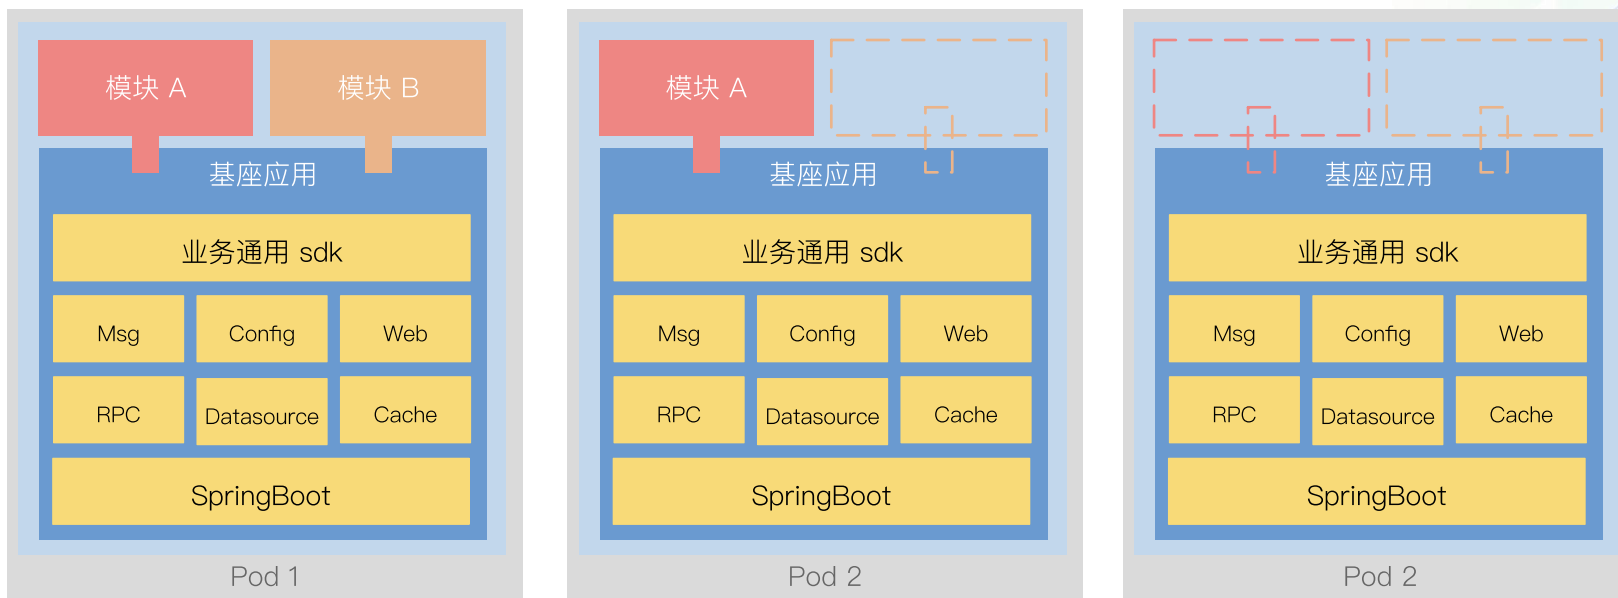 模块 A
模块 B
基座应用
业务通用 sdk
Msg
Config
Web
RPC
Datasource
Cache
SpringBoot
Pod 1
模块 A
基座应用
业务通用 sdk
Msg
Config
Web
RPC
Datasource
Cache
SpringBoot
Pod 2
基座应用
业务通用 sdk
Msg
Config
Web
RPC
Datasource
Cache
SpringBoot
Pod 2